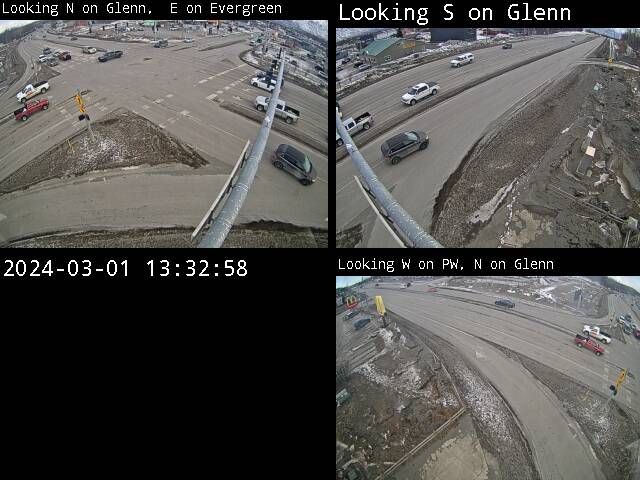 Looking N on Glenn, E on Evergreen
Looking S on Glenn
2024-03-01 13:32:58
Looking W on PW, N on Glenn